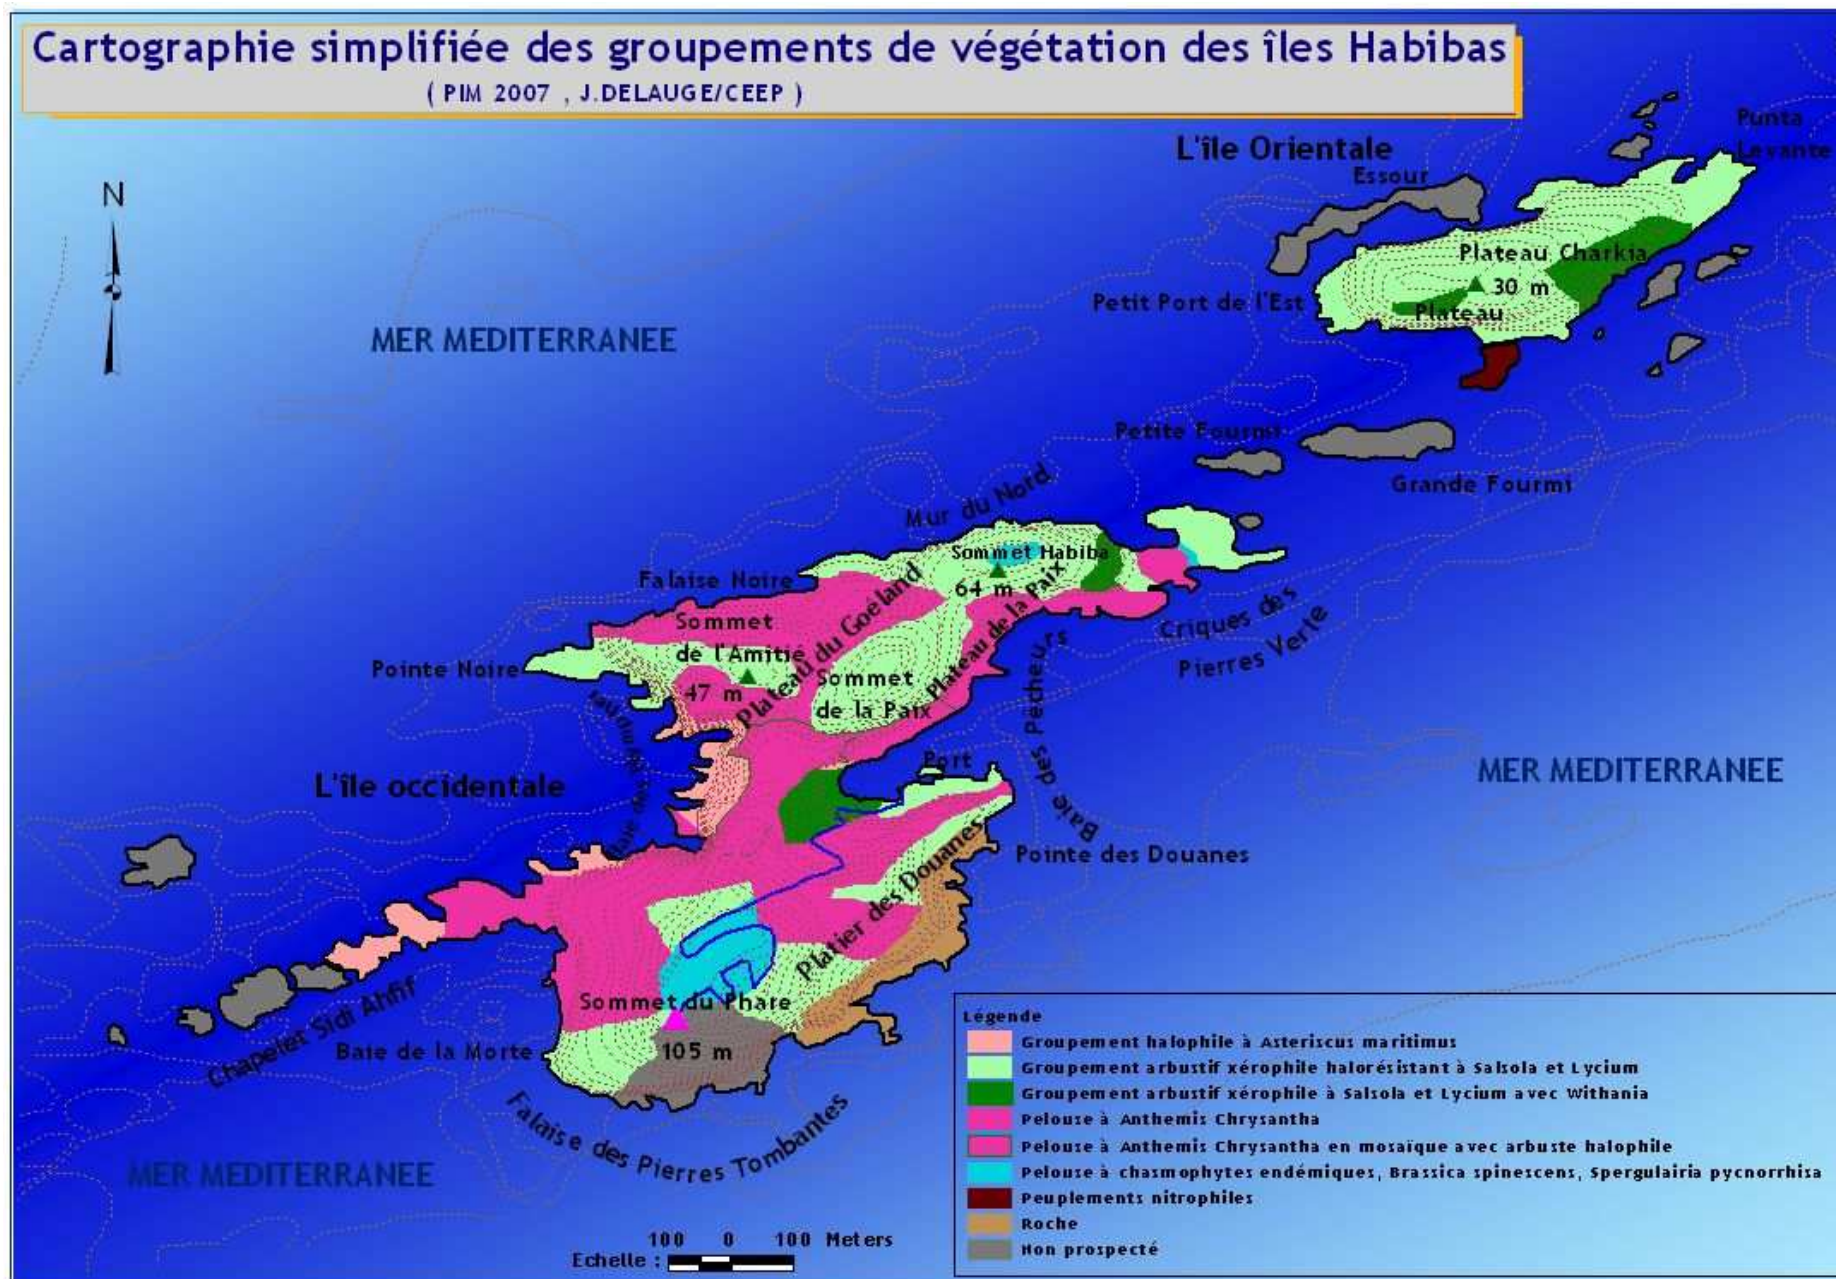 Cartographie simplifiée des groupements de végétation des îles Habibas
( PIM 2007 , J.DELAUGE/CEEP )
N
L'île Orientale
Essour
Punta
Levante
Plateau Charkia
30 m
Plateau
Petit Port de l'Est
MER MEDITERRANEE
Petite Fourmi
Grande Fourmi
Mur du Nord
Sommet Habiba
64 m
Falaise Noire
Sommet
de l'Amitié
47 m
Plateau du Goéland
Plateau de la Paix
Sommet
de la Paix
Pointe Noire
Criques des
Pierres Verte
Baie des Pecheurs
Port
L'île occidentale
MER MEDITERRANEE
Pointe des Douanes
Platier des Douanes
Sommet du Phare
105 m
Chapelet Sidi Ahfif
Baie de la Morte
Falaise des Pierres Tombantes
MER MEDITERRANEE
100 0 100 Meters
Echelle :
Légende
Groupement halophile à Asteriscus maritimus
Groupement arbustif xérophile halorésistant à Salsola et Lycium
Groupement arbustif xérophile à Salsola et Lycium avec Withania
Pelouse à Anthemis Chrysantha
Pelouse à Anthemis Chrysantha en mosaïque avec arbuste halophile
Pelouse à chasmophytes endémiques, Brassica spinescens, Spergulairia pycnorrhisa
Peuplements nitrophiles
Roche
Non prospecté